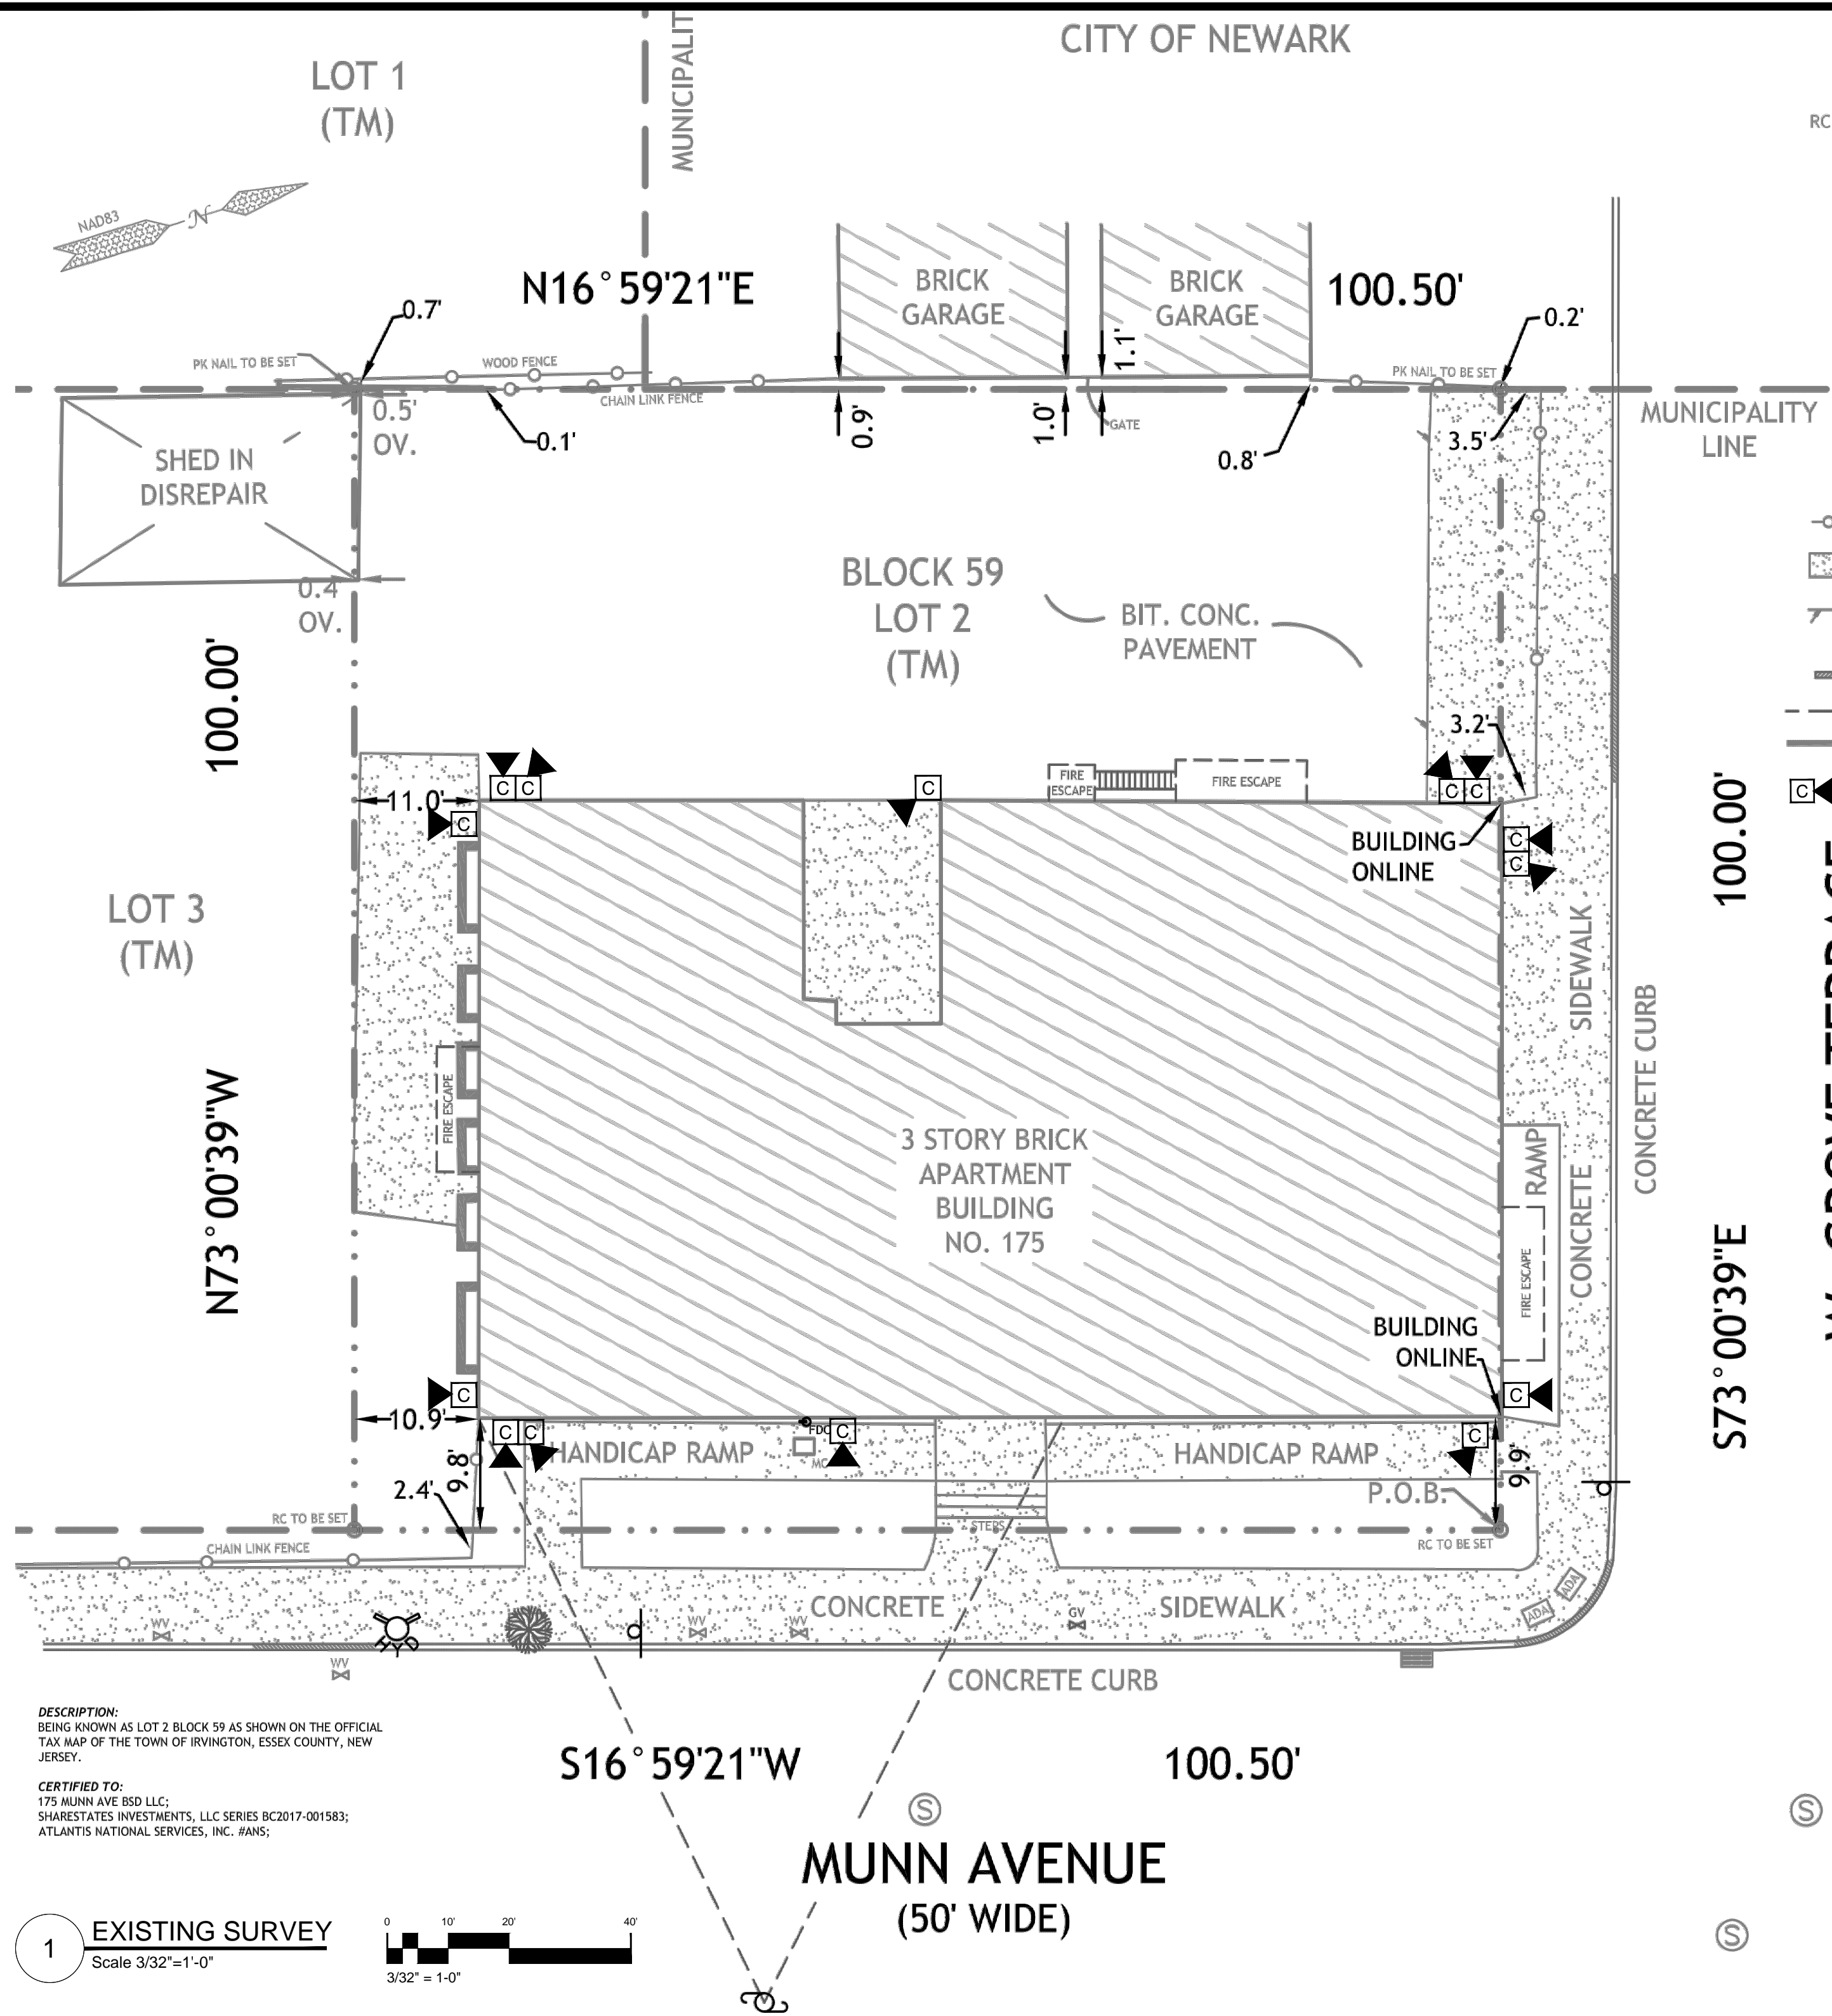 CITY OF NEWARK
LOT 1
(TM)
MUNICIPALIT
RC
NAD83
N
N16°59'21"E
BRICK
GARAGE
BRICK
GARAGE
100.50'
0.7'
0.2'
1.1'
PK NAIL TO BE SET
WOOD FENCE
PK NAIL TO BE SET
CHAIN LINK FENCE
0.5'
OV.
0.1'
0.9'
1.0'
GATE
0.8'
3.5'
MUNICIPALITY
LINE
SHED IN
DISREPAIR
BLOCK 59
LOT 2
(TM)
BIT. CONC.
PAVEMENT
0.4
OV.
100.00'
3.2'
FIRE
ESCAPE
FIRE ESCAPE
C
C
C
C
C
C
11.0'
C
BUILDING
ONLINE
C
C
100.00'
LOT 3
(TM)
SIDEWALK
CONCRETE CURB
FIRE ESCAPE
N73°00'39"W
3 STORY BRICK
APARTMENT
BUILDING
NO. 175
RAMP
CONCRETE
FIRE ESCAPE
S73°00'39"E
BUILDING
ONLINE
C
C
10.9'
C
C
FDC
C
C
HANDICAP RAMP
MC
HANDICAP RAMP
9.8'
9.9'
2.4'
P.O.B.
RC TO BE SET
STEPS
RC TO BE SET
CHAIN LINK FENCE
ADA
ADA
WV
WV
WV
CONCRETE
GV
SIDEWALK
HYD
WV
CONCRETE CURB
DESCRIPTION:
BEING KNOWN AS LOT 2 BLOCK 59 AS SHOWN ON THE OFFICIAL
TAX MAP OF THE TOWN OF IRVINGTON, ESSEX COUNTY, NEW
JERSEY.
CERTIFIED TO:
175 MUNN AVE BSD LLC;
SHARESTATES INVESTMENTS, LLC SERIES BC2017-001583;
ATLANTIS NATIONAL SERVICES, INC. #ANS;
S16°59'21"W
100.50'
S
S
MUNN AVENUE
(50' WIDE)
S
1
EXISTING SURVEY
Scale 3/32"=1'-0"
0 10' 20' 40'
3/32" = 1-0"